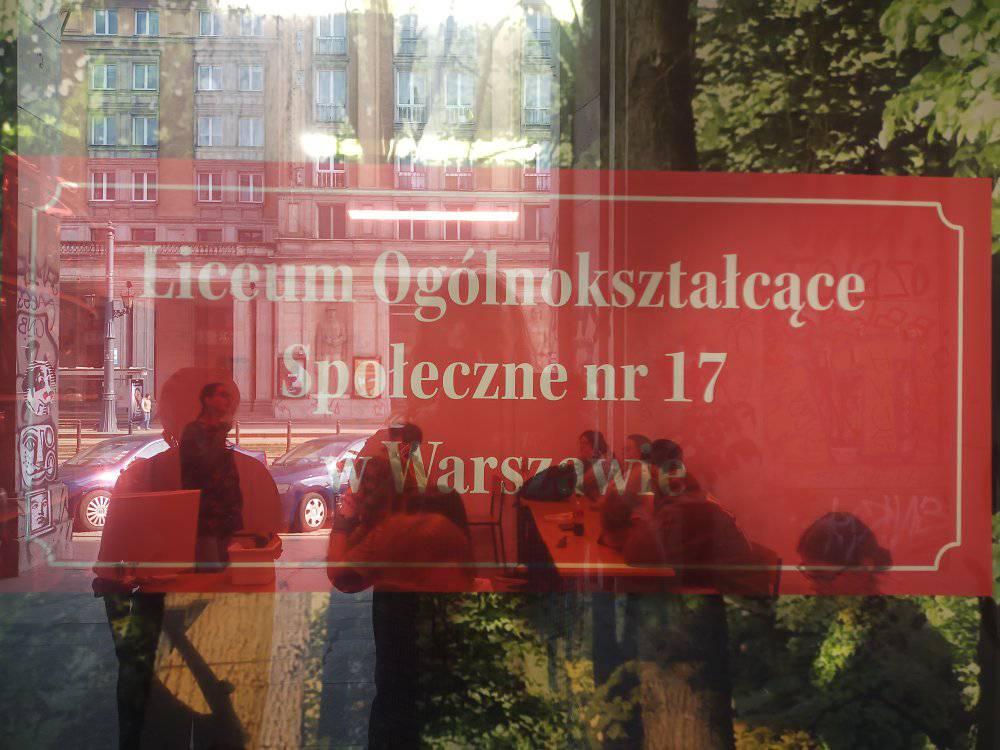 Liceum Ogólnokształcące
Społeczne nr 17
w Warszawie